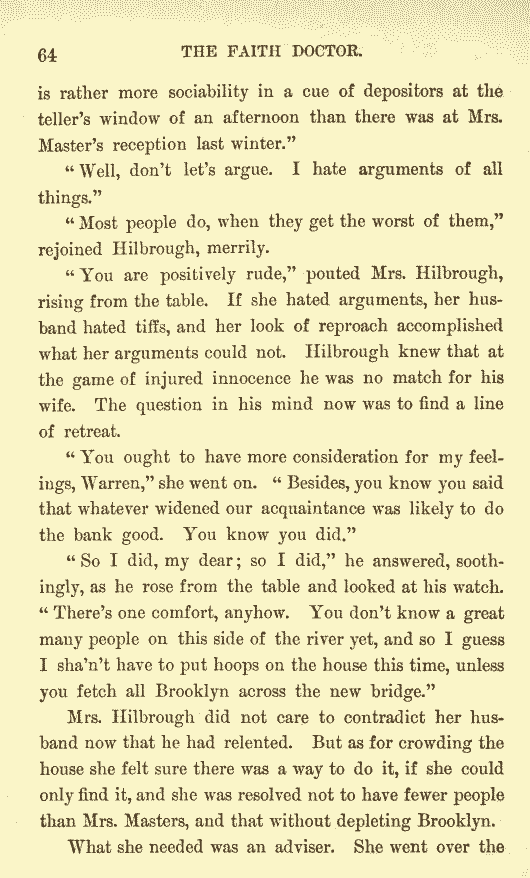 64 THE FAITH DOCTOR.
is rather more sociability in a cue of depositors at the
teller's window of an afternoon than there was at Mrs.
Master's reception last winter."
"Well, don't let's argue. I hate arguments of all
things."
"Most people do, when they get the worst of them,"
rejoined Hilbrough, merrily.
"You are positively rude," pouted Mrs. Hilbrough,
rising from the table. If she hated arguments, her hus-
band hated tiffs, and her look of reproach accomplished
what her arguments could not. Hilbrough knew that at
the game of injured innocence he was no match for his
wife. The question in his mind now was to find a line
of retreat.
"You ought to have more consideration for my feel-
ings, Warren," she went on. "Besides, you know you said
that whatever widened our acquaintance was likely to do
the bank good. You know you did."
"So I did, my dear; so I did," he answered, sooth-
ingly, as he rose from the table and looked at his watch.
"There's one comfort, anyhow. You don't know a great
many people on this side of the river yet, and so I guess
I sha'n't have to put hoops on the house this time, unless
you fetch all Brooklyn across the new bridge."
Mrs. Hilbrough did not care to contradict her hus-
band now that he had relented. But as for crowding the
house she felt sure there was a way to do it, if she could
only find it, and she was resolved not to have fewer people
than Mrs. Masters, and that without depleting Brooklyn.
What she needed was an adviser. She went over the